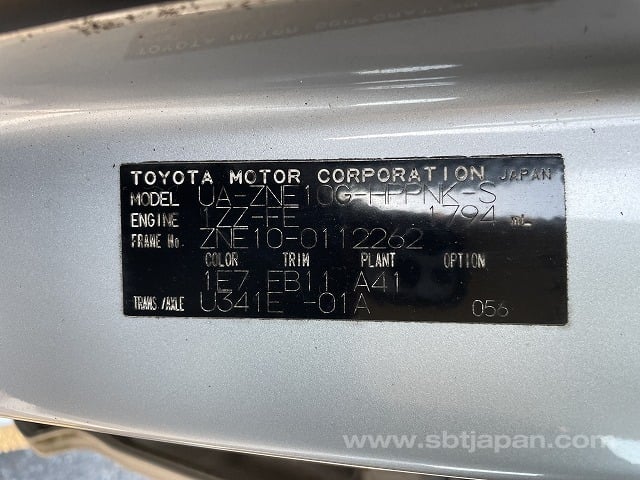 TOYOTA MOTOR CORPORATION JAPAN
MODEL UA-ZNE10G-HPPNK-S
ENGINE 1ZZ-FE 1794 mL
FRAME No. ZNE10-0112262
COLOR TRIM PLANT OPTION
1E7 EB11 A41
TRANS/AXLE U341E -01A 056
www.sbtjapan.com